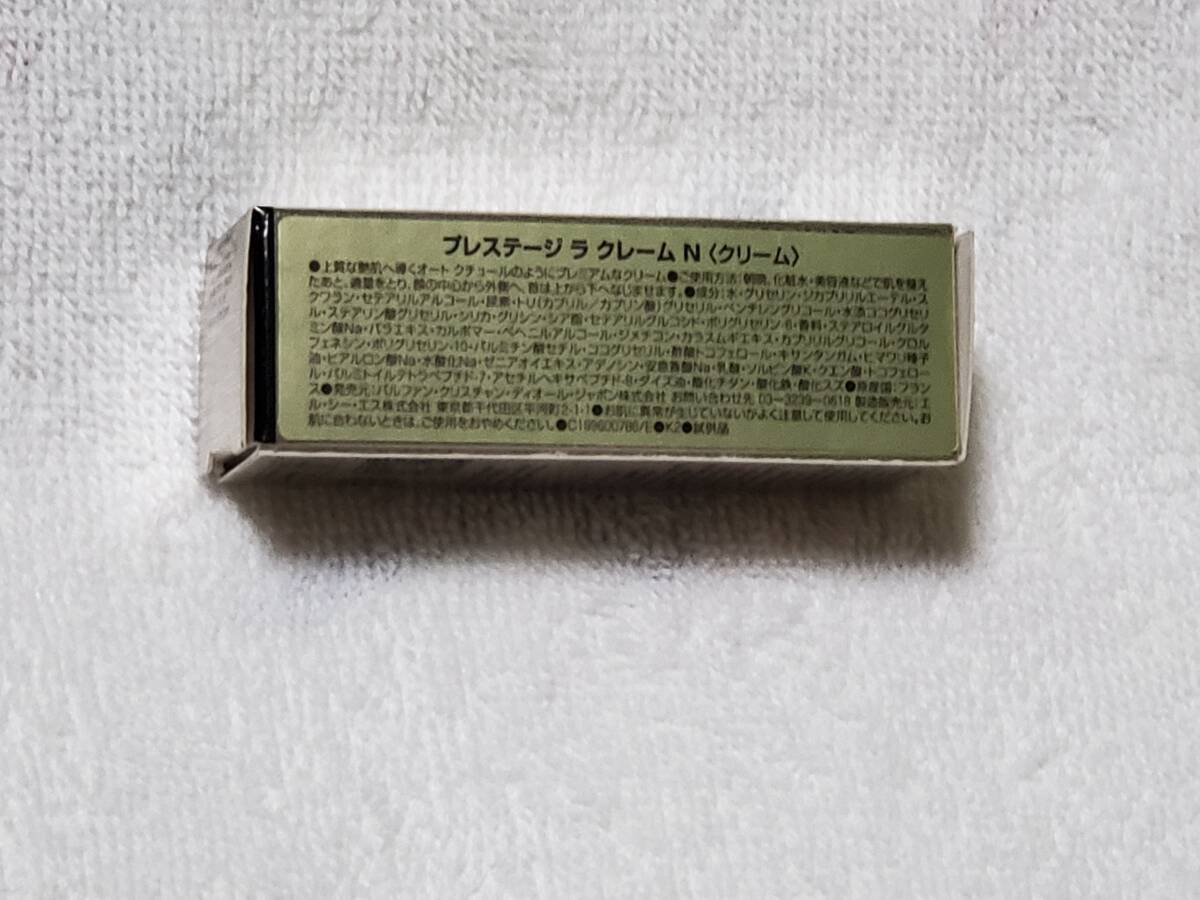 プレステージ ラ クレーム N〈クリーム〉
●上質な艶肌へ導くオート クチュールのようにプレミアムなクリーム●ご使用方法：朝晩、化粧水・美容液などで肌を整え
たあと、適量をとり、顔の中心から外側へ、首は上から下へなじませます。●成分：水・グリセリン・ジカプリリルエーテル・ス
クワラン・セテアリルアルコール・尿素・トリ(カプリル/カプリン酸)グリセリル・ペンチレングリコール・水添ココグリセリ
ル・ステアリン酸グリセリル・シリカ・グリシン・シア脂・セテアリルグルコシド・ポリグリセリン-6・香料・ステアロイルグルタ
ミン酸Na・バラエキス・カルボマー・ベヘニルアルコール・ジメチコン・カラスムギエキス・カプリリルグリコール・クロル
フェネシン・ポリグリセリン-10・パルミチン酸セチル・ココグリセリル・酢酸トコフェロール・キサンタンガム・ヒマワリ種子
油・ヒアルロン酸Na・水酸化Na・ゼニアオイエキス・アデノシン・安息香酸Na・乳酸・ソルビン酸K・クエン酸・トコフェロー
ル・パルミトイルテトラペプチド-7・アセチルヘキサペプチド-8・ダイズ油・酸化チタン・酸化鉄・酸化スズ●原産国：フラン
ス●発売元：パルファン・クリスチャン・ディオール・ジャポン株式会社 お問い合わせ先 03-3239-0618 製造販売元：エ
ル・シー・エス株式会社 東京都千代田区平河町2-1-1●お肌に異常が生じていないかよく注意して使用してください。お
肌に合わないときは、ご使用をおやめください。●C199600786/E●K2●試供品